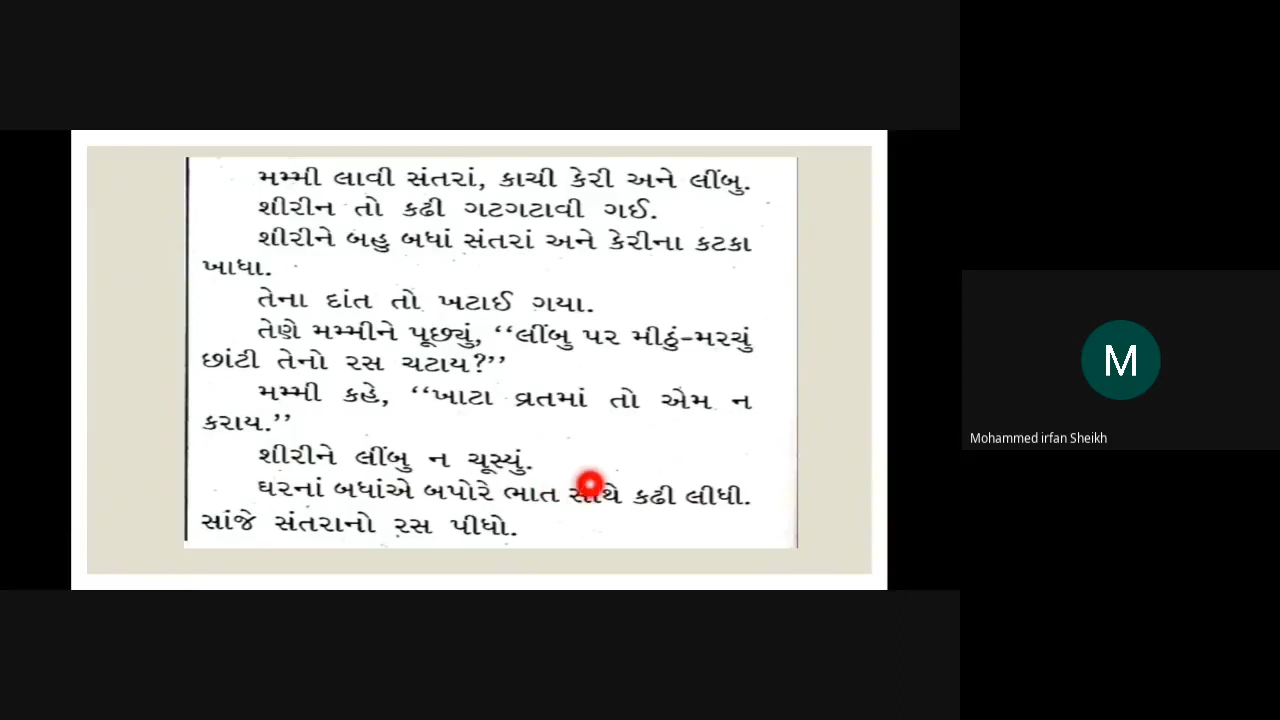 મમ્મી લાવી સંતરાં, કાચી કેરી અને લીંબુ.
શીરીન તો કઢી ગટગટાવી ગઈ.
શીરીને બહુ બધાં સંતરાં અને કેરીના કટકા
ખાધા.
તેના દાંત તો ખટાઈ ગયા.
તેણે મમ્મીને પૂછ્યું, ‘‘લીંબુ પર મીઠું-મરચું
છાંટી તેનો રસ ચટાય?’’
મમ્મી કહે, ‘‘ખાટા વ્રતમાં તો એમ ન
કરાય.’’
શીરીને લીંબુ ન ચૂસ્યું.
ઘરનાં બધાંએ બપોરે ભાત સાથે કઢી લીધી.
સાંજે સંતરાનો રસ પીધો.
M
Mohammed irfan Sheikh